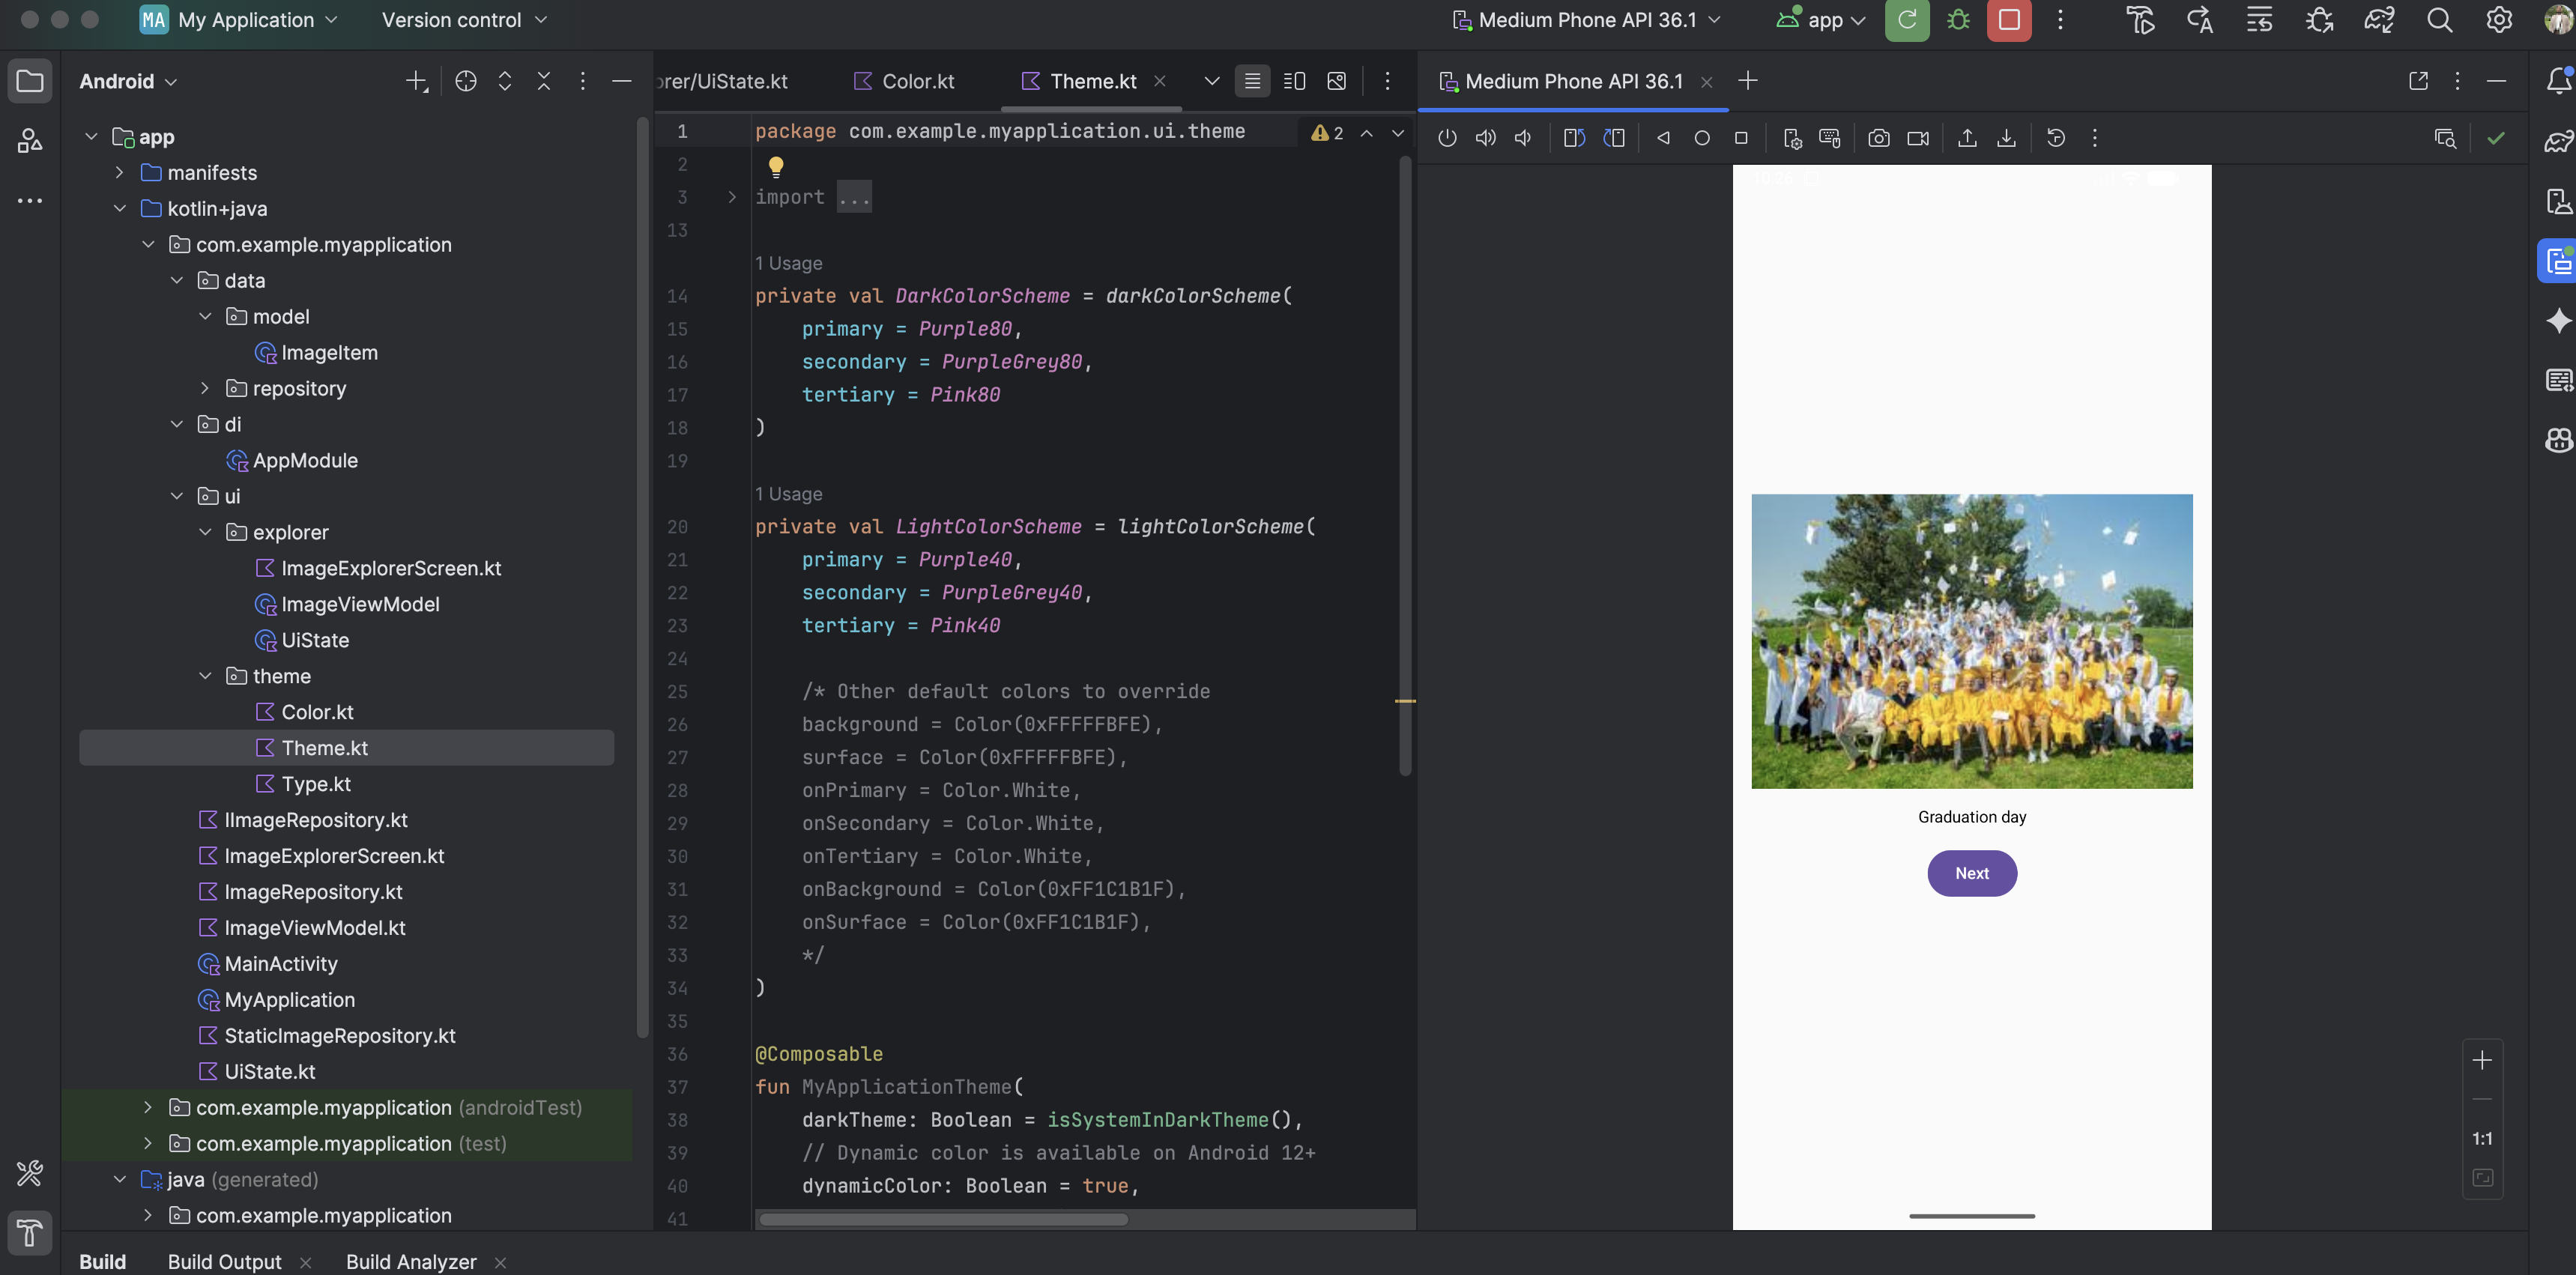 MA My Application Version control Medium Phone API 36.1 app
Android
app
manifests
kotlin+java
com.example.myapplication
data
model
ImageItem
repository
di
AppModule
ui
explorer
ImageExplorerScreen.kt
ImageViewModel
UiState
theme
Color.kt
Theme.kt
Type.kt
IImageRepository.kt
ImageExplorerScreen.kt
ImageRepository.kt
ImageViewModel.kt
MainActivity
MyApplication
StaticImageRepository.kt
UiState.kt
com.example.myapplication (androidTest)
com.example.myapplication (test)
java (generated)
com.example.myapplication
rer/UiState.kt Color.kt Theme.kt
1 package com.example.myapplication.ui.theme 2
2
3 import ...
13
1 Usage
14 private val DarkColorScheme = darkColorScheme(
15 primary = Purple80,
16 secondary = PurpleGrey80,
17 tertiary = Pink80
18 )
19
1 Usage
20 private val LightColorScheme = lightColorScheme(
21 primary = Purple40,
22 secondary = PurpleGrey40,
23 tertiary = Pink40
24
25 /* Other default colors to override
26 background = Color(0xFFFFFBFE),
27 surface = Color(0xFFFFFBFE),
28 onPrimary = Color.White,
29 onSecondary = Color.White,
30 onTertiary = Color.White,
31 onBackground = Color(0xFF1C1B1F),
32 onSurface = Color(0xFF1C1B1F),
33 */
34 )
35
36 @Composable
37 fun MyApplicationTheme(
38 darkTheme: Boolean = isSystemInDarkTheme(),
39 // Dynamic color is available on Android 12+
40 dynamicColor: Boolean = true,
41
Medium Phone API 36.1
Graduation day
Next
1:1
Build Build Output Build Analyzer